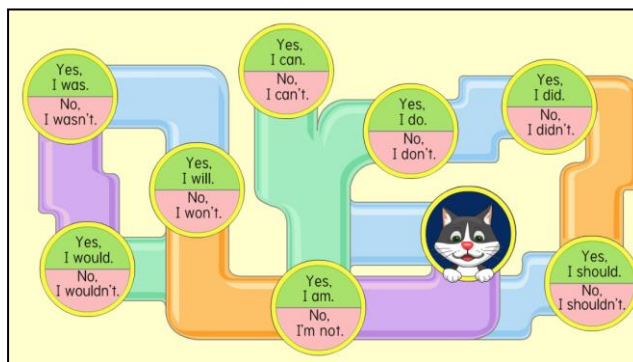 Yes,
I was.
No,
I wasn't.
Yes,
I can.
No,
I can't.
Yes,
I do.
No,
I don't.
Yes,
I did.
No,
I didn't.
Yes,
I will.
No,
I won't.
Yes,
I would.
No,
I wouldn't.
Yes,
I am.
No,
I'm not.
Yes,
I should.
No,
I shouldn't.